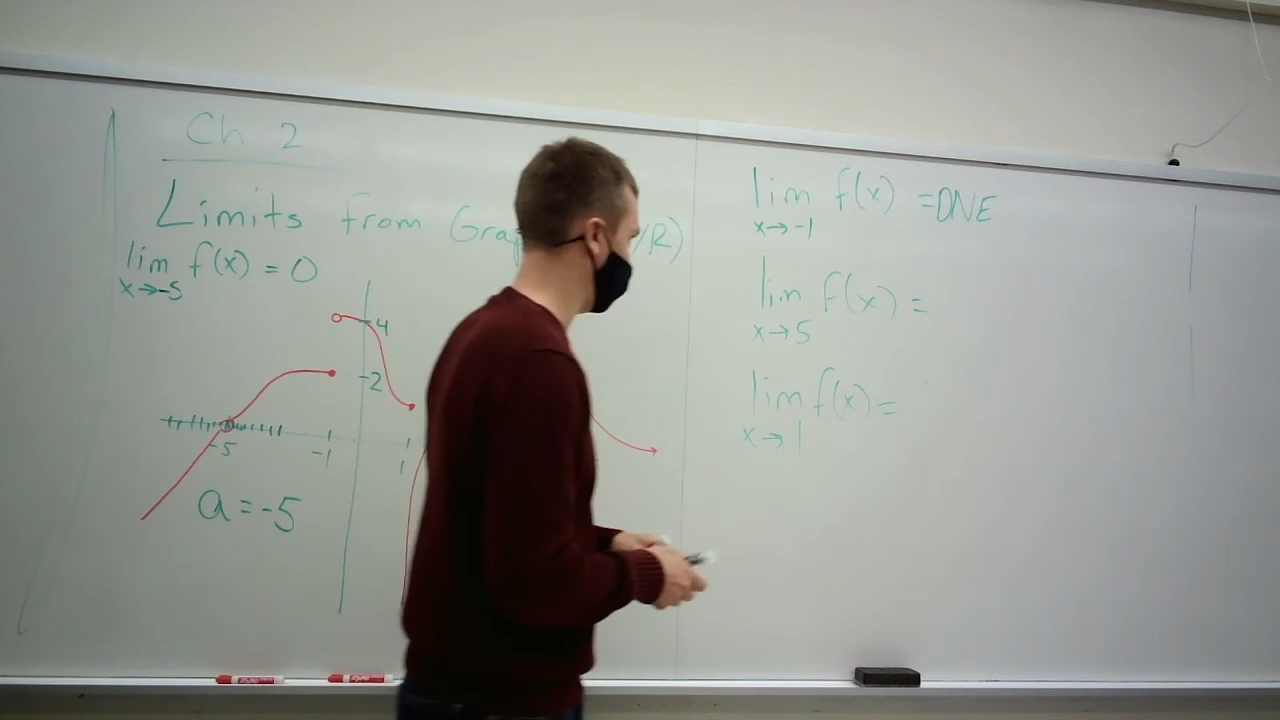 Ch 2
Limits from Gra /R)
lim f(x) = 0
x→-5
4
2
-5
-1
1
a = -5
lim f(x) = DNE
x→-1
lim f(x) =
x→5
lim f(x) =
x→1